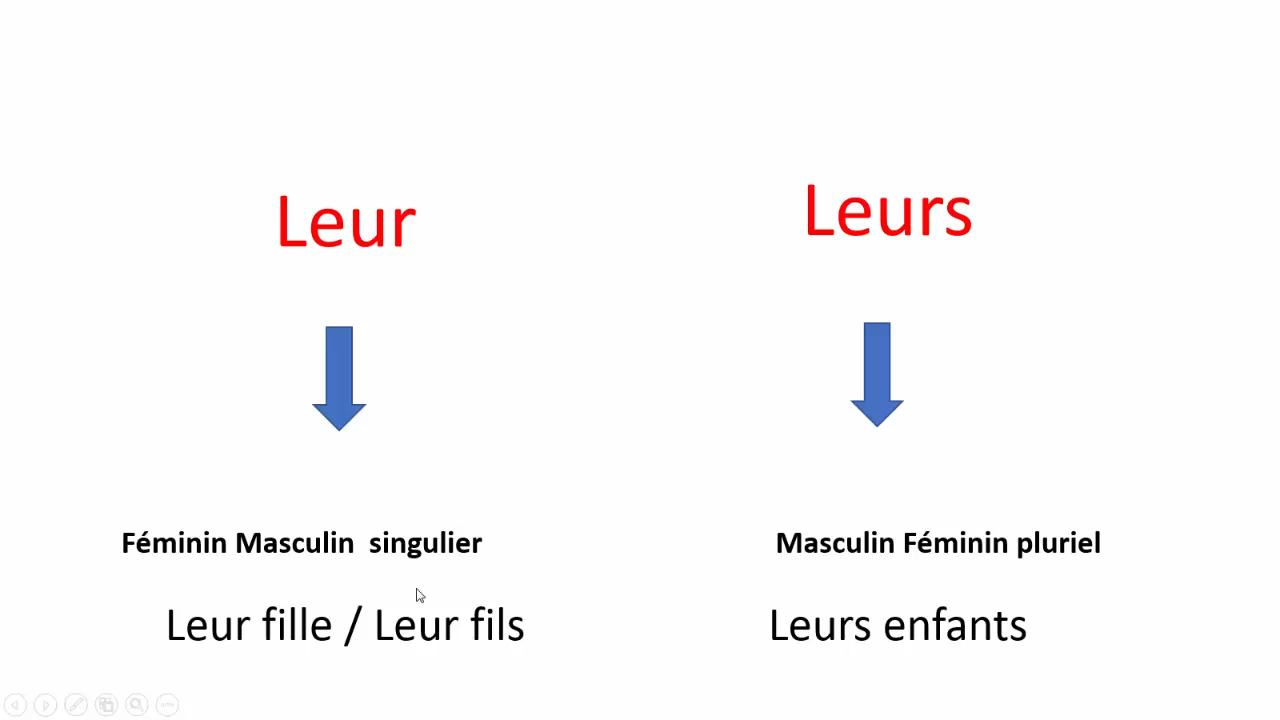 Leur
Leurs
Féminin Masculin  singulier
Masculin Féminin pluriel
Leur fille / Leur fils
Leurs enfants